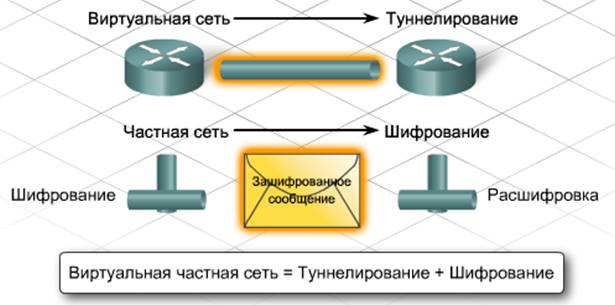 Виртуальная сеть Туннелирование
Частная сеть Шифрование
Шифрование
Зашифрованное
сообщение
Расшифровка
Виртуальная частная сеть = Туннелирование + Шифрование